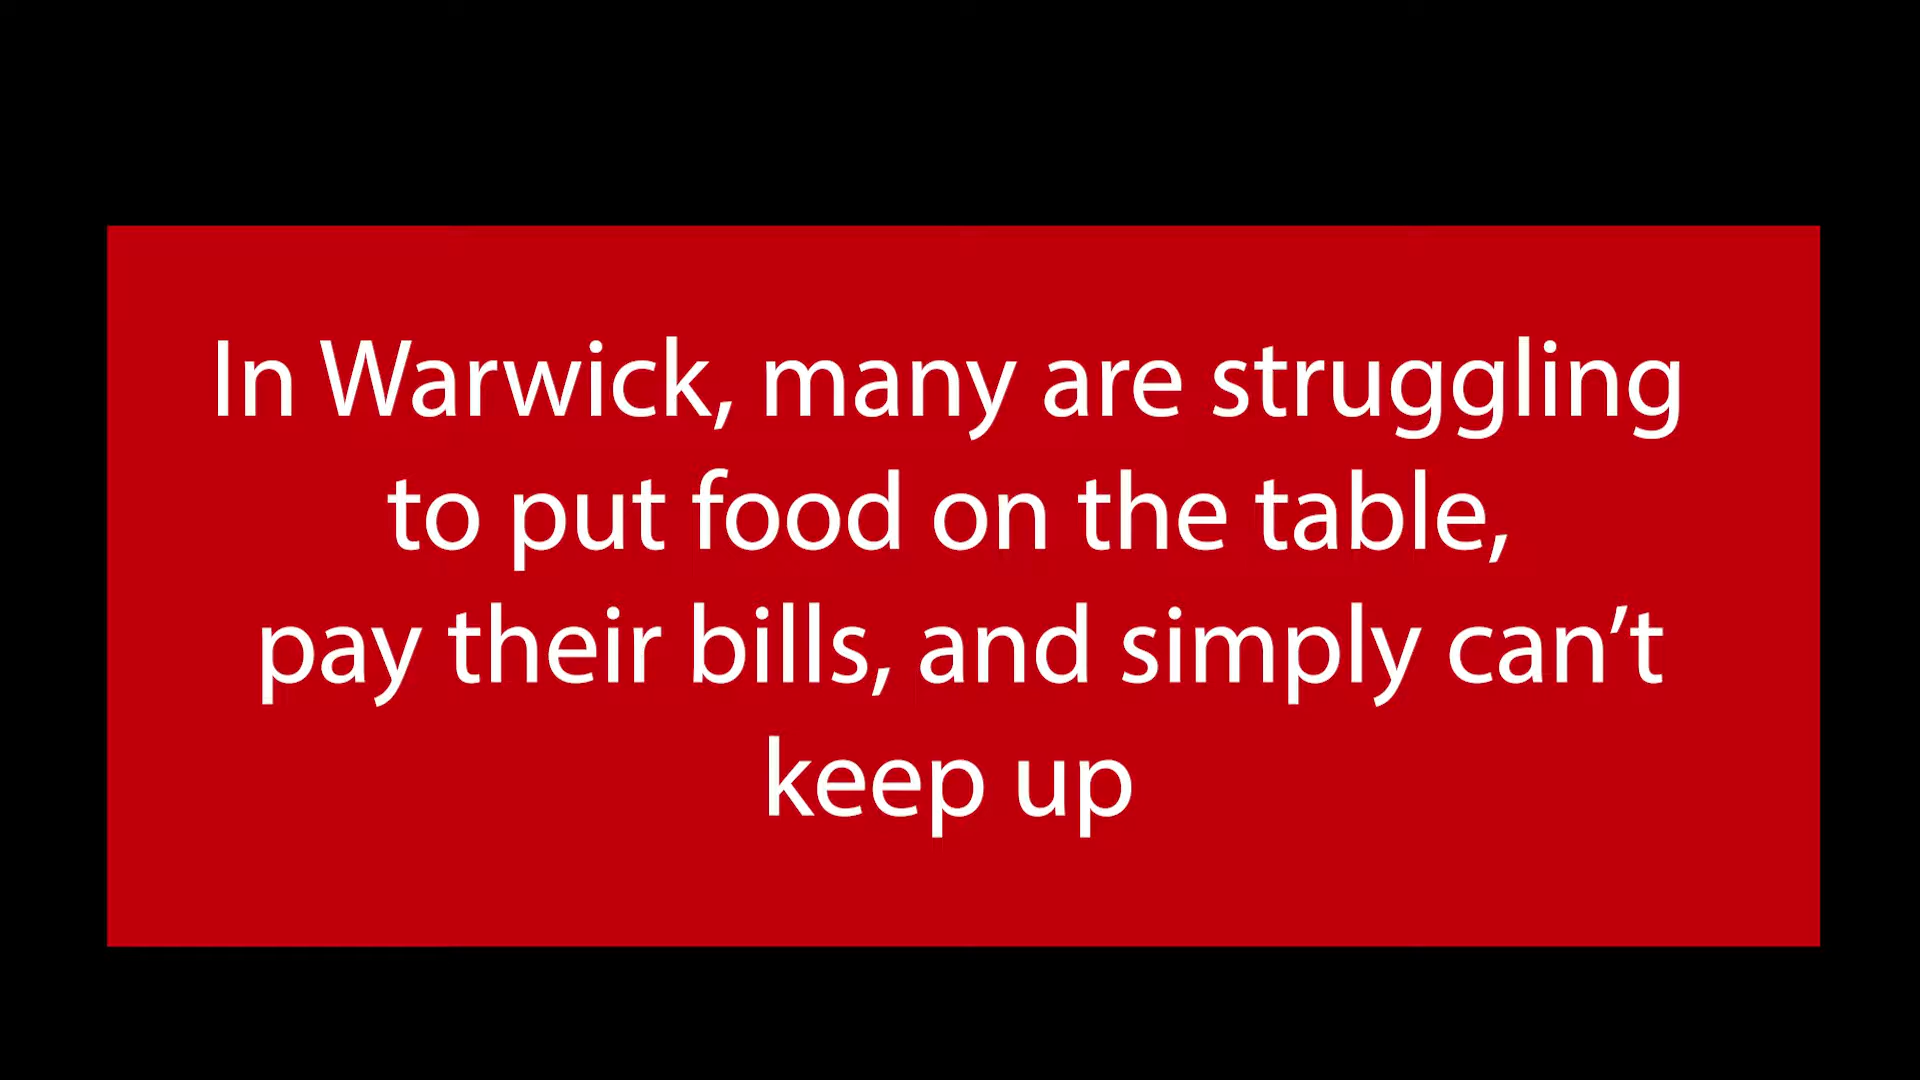 In Warwick, many are struggling
to put food on the table,
pay their bills, and simply can’t
keep up